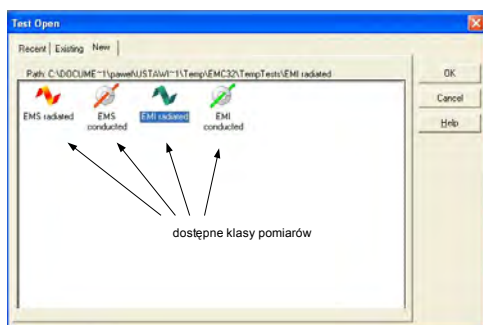 Test Open
Recent Existing New
Path: C:\DOCUME~1\pawel\USTAWI~1\Temp\EMC32\TempTests\EMI radiated
OK
Cancel
Help
EMS radiated
EMS conducted
EMI radiated
EMI conducted
dostępne klasy pomiarów